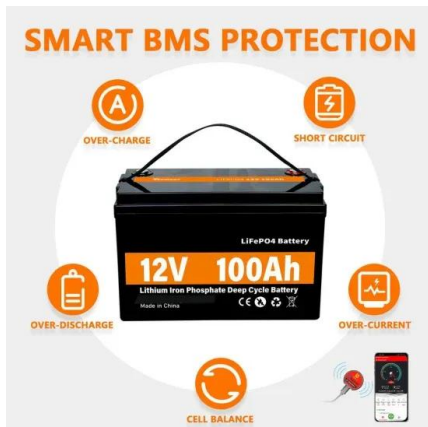 SMART BMS PROTECTION
A
OVER-CHARGE
SHORT CIRCUIT
LiFePO4 Battery
12V 100Ah
Lithium Iron Phosphate Deep Cycle Battery
Made in China
CE
OVER-DISCHARGE
OVER-CURRENT
CELL BALANCE